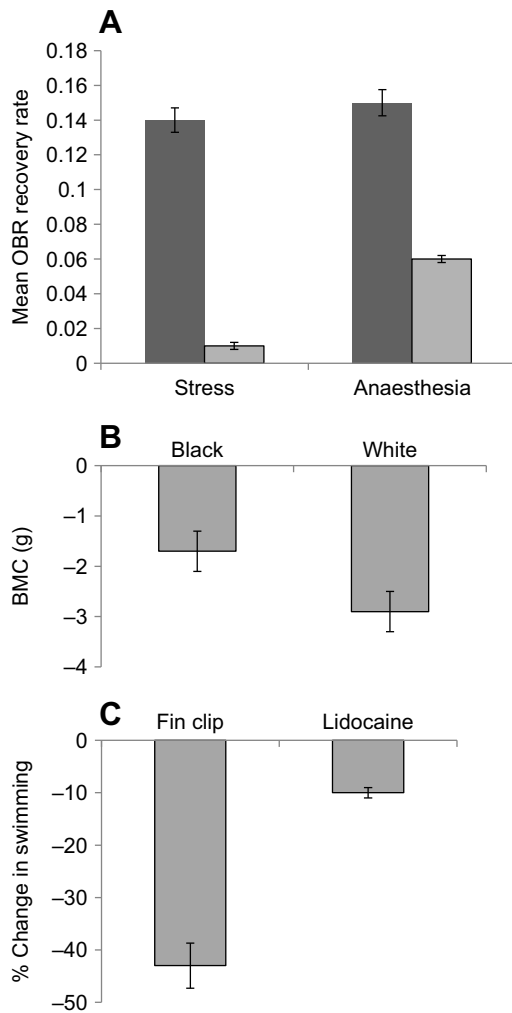 A
Mean OBR recovery rate
0.18
0.16
0.14
0.12
0.1
0.08
0.06
0.04
0.02
0
Stress Anaesthesia
B
Black White
BMC (g)
0
–1
–2
–3
–4
C
Fin clip Lidocaine
% Change in swimming
0
–10
–20
–30
–40
–50